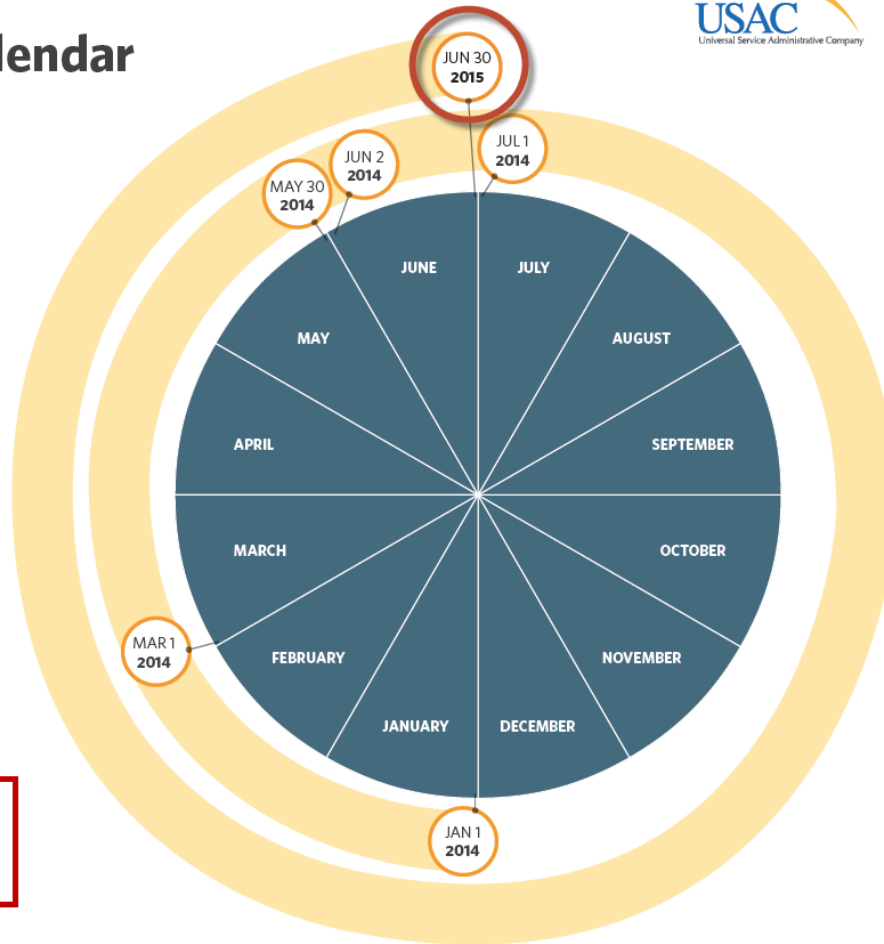 lendar
USAC
Universal Service Administrative Company
JUN 30
2015
JUL 1
2014
JUN 2
2014
MAY 30
2014
JUNE
JULY
MAY
AUGUST
APRIL
SEPTEMBER
MARCH
OCTOBER
MAR 1
2014
FEBRUARY
NOVEMBER
JANUARY
DECEMBER
JAN 1
2014